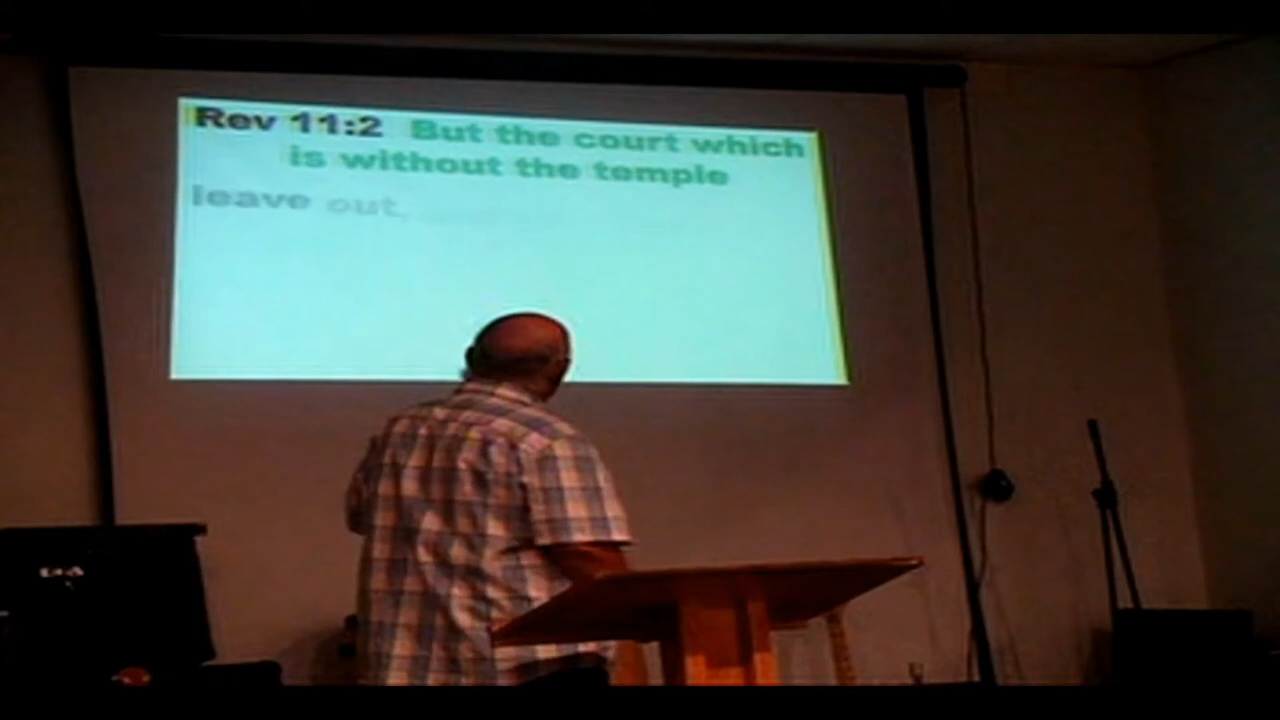 Rev 11:2 But the court which
is without the temple
leave out,